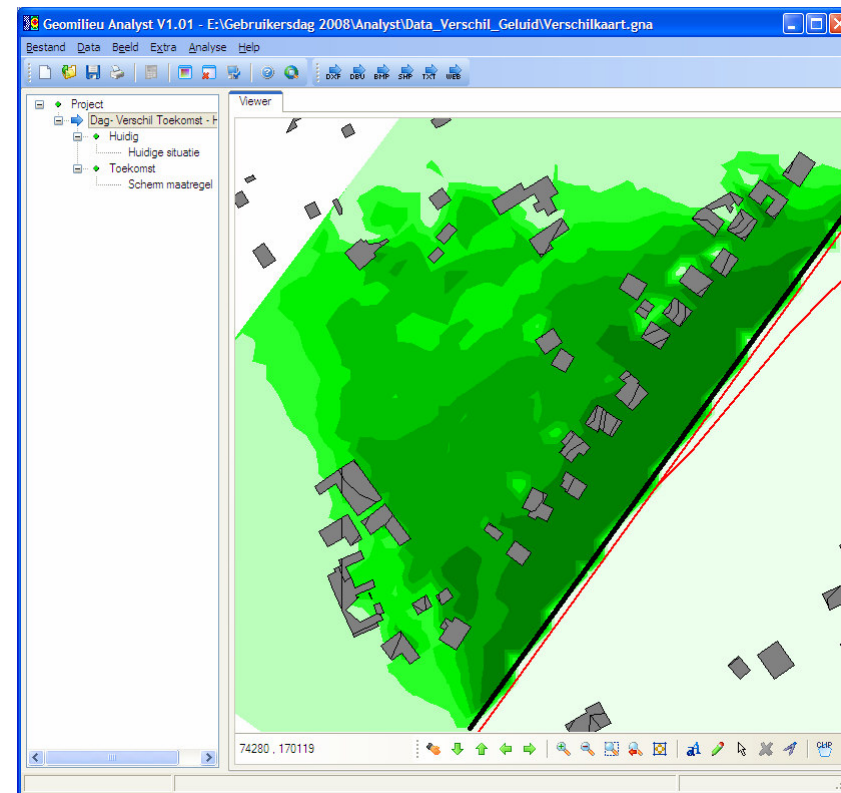 Geomilieu Analyst V1.01 - E:\Gebruikersdag 2008\Analyst\Data_Verschil_Geluid\Verschilkaart.gna
Bestand Data Beeld Extra Analyse Help
DXF DBU BMP SHP TXT WEB
Project
Dag- Verschil Toekomst - H
Huidig
Huidige situatie
Toekomst
Scherm maatregel
Viewer
74280 , 170119
CLIP